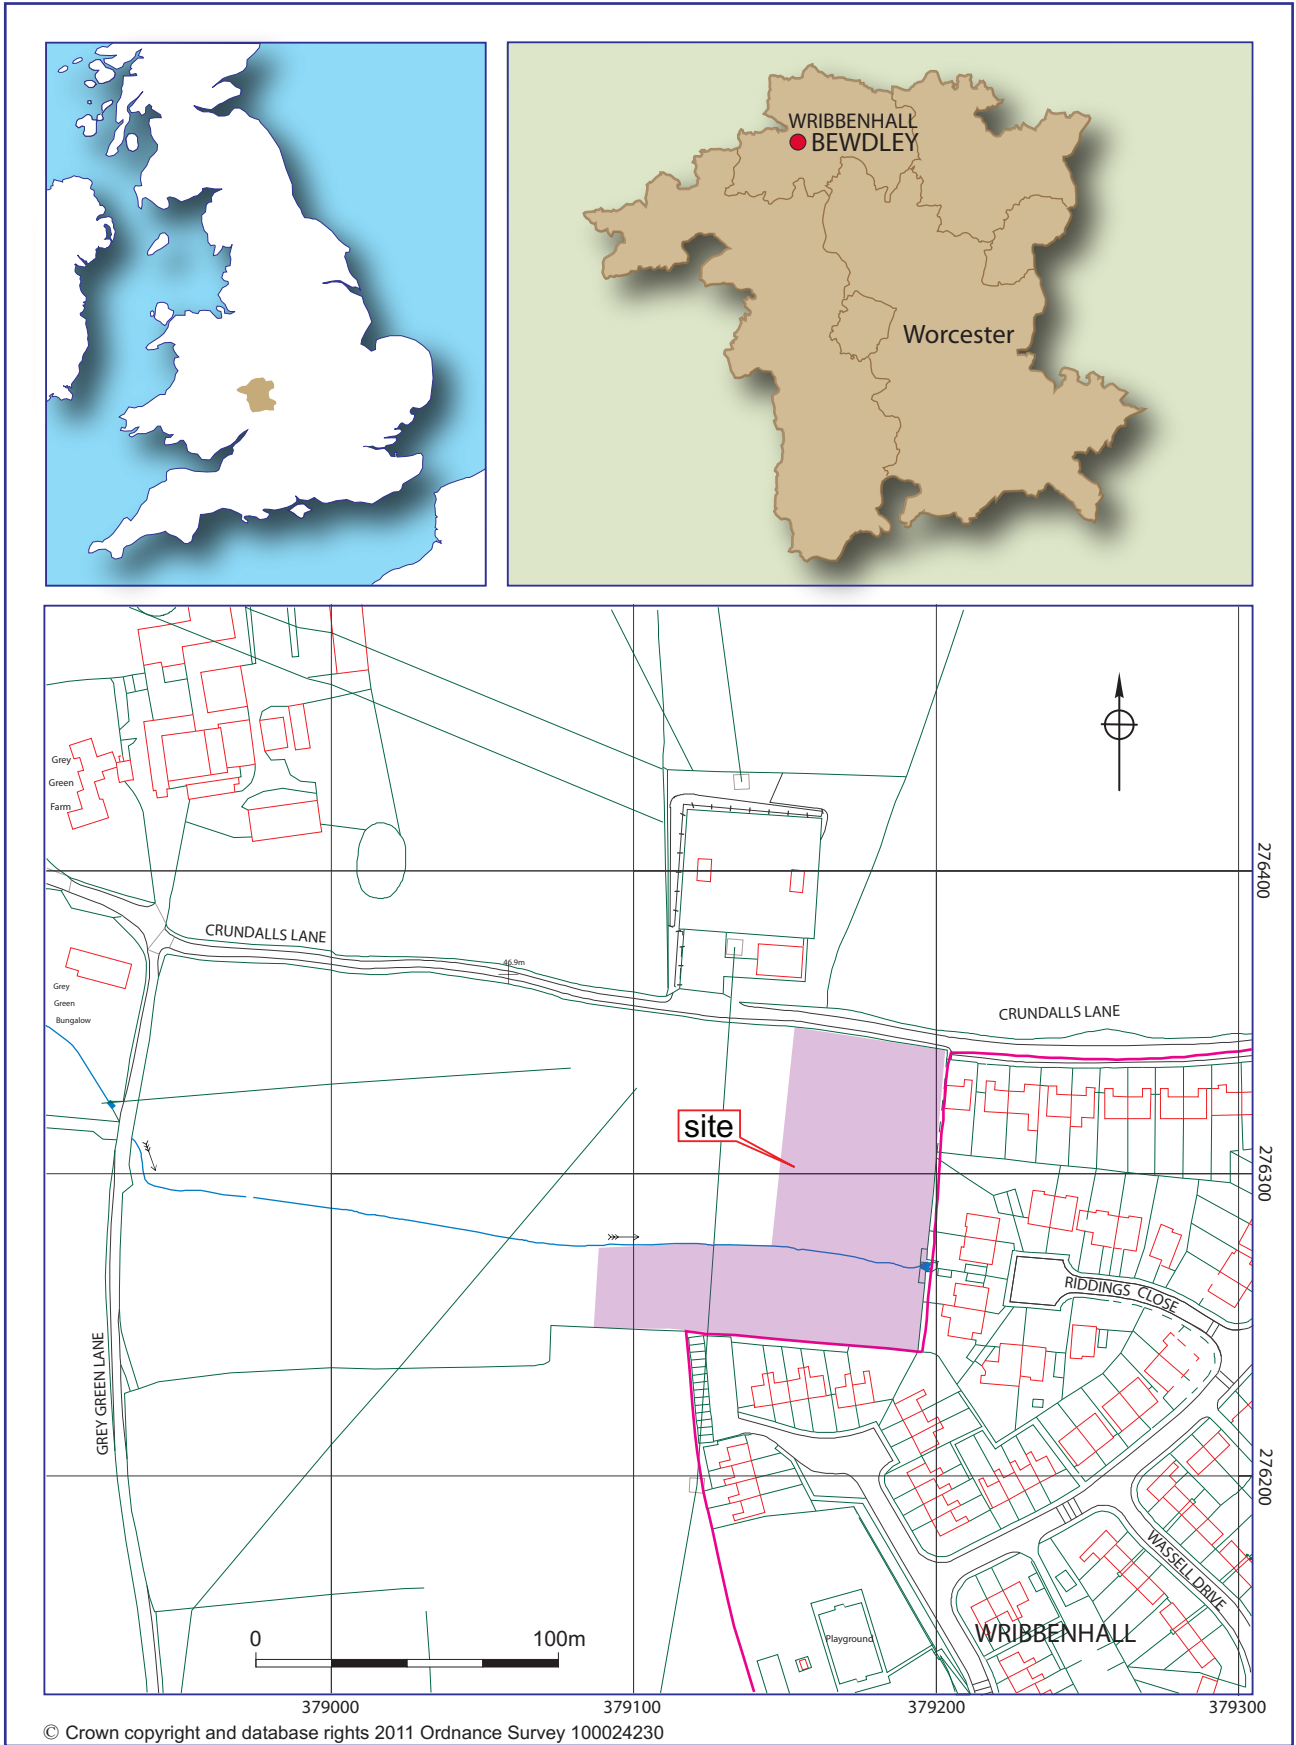 WRIBBENHALL
BEWDLEY
Worcester
Grey
Green
Farm
276400
CRUNDALLS LANE
46.9m
Grey
Green
Bungalow
CRUNDALLS LANE
site
276300
RIDDINGS CLOSE
GREY GREEN LANE
276200
WASSELL DRIVE
WRIBBENHALL
Playground
0 100m
379000 379100 379200 379300
© Crown copyright and database rights 2011 Ordnance Survey 100024230